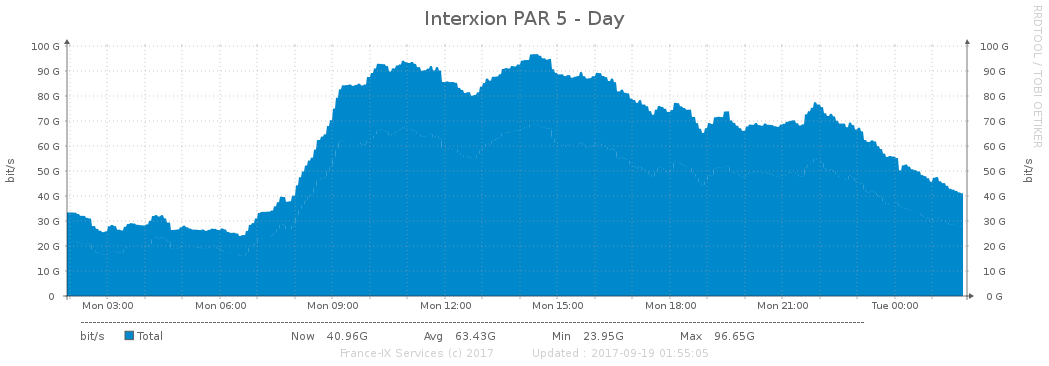 Interxion PAR 5 - Day
RRDTOOL / TOBI OETIKER
bit/s
100 G 100 G
90 G 90 G
80 G 80 G
70 G 70 G
60 G 60 G
50 G 50 G
40 G 40 G
30 G 30 G
20 G 20 G
10 G 10 G
0 0 G
bit/s
Mon 03:00 Mon 06:00 Mon 09:00 Mon 12:00 Mon 15:00 Mon 18:00 Mon 21:00 Tue 00:00
bit/s Total Now 40.96G Avg 63.43G Min 23.95G Max 96.65G
France-IX Services (c) 2017 Updated : 2017-09-19 01:55:05